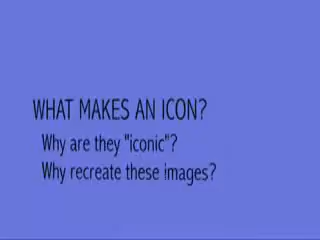 WHAT MAKES AN ICON?
Why are they "iconic"?
Why recreate these images?